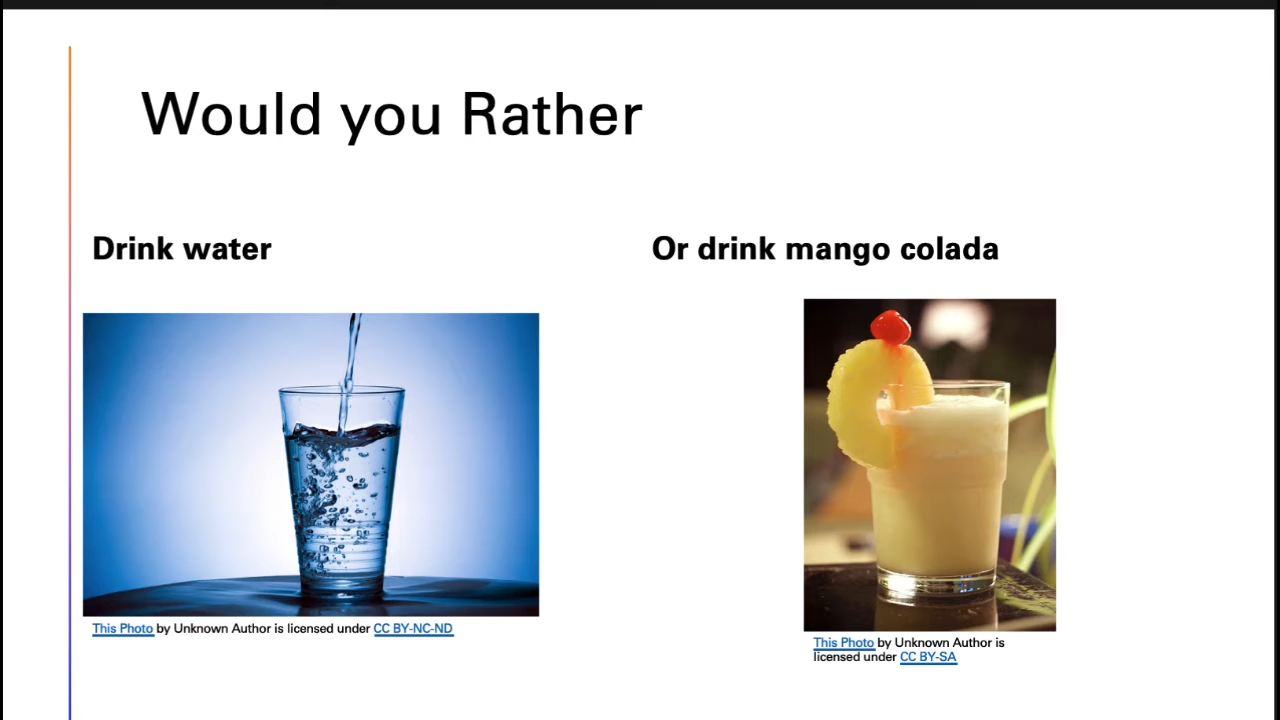 Would you Rather
Drink water
Or drink mango colada
This Photo by Unknown Author is licensed under CC BY-NC-ND
This Photo by Unknown Author is
licensed under CC BY-SA